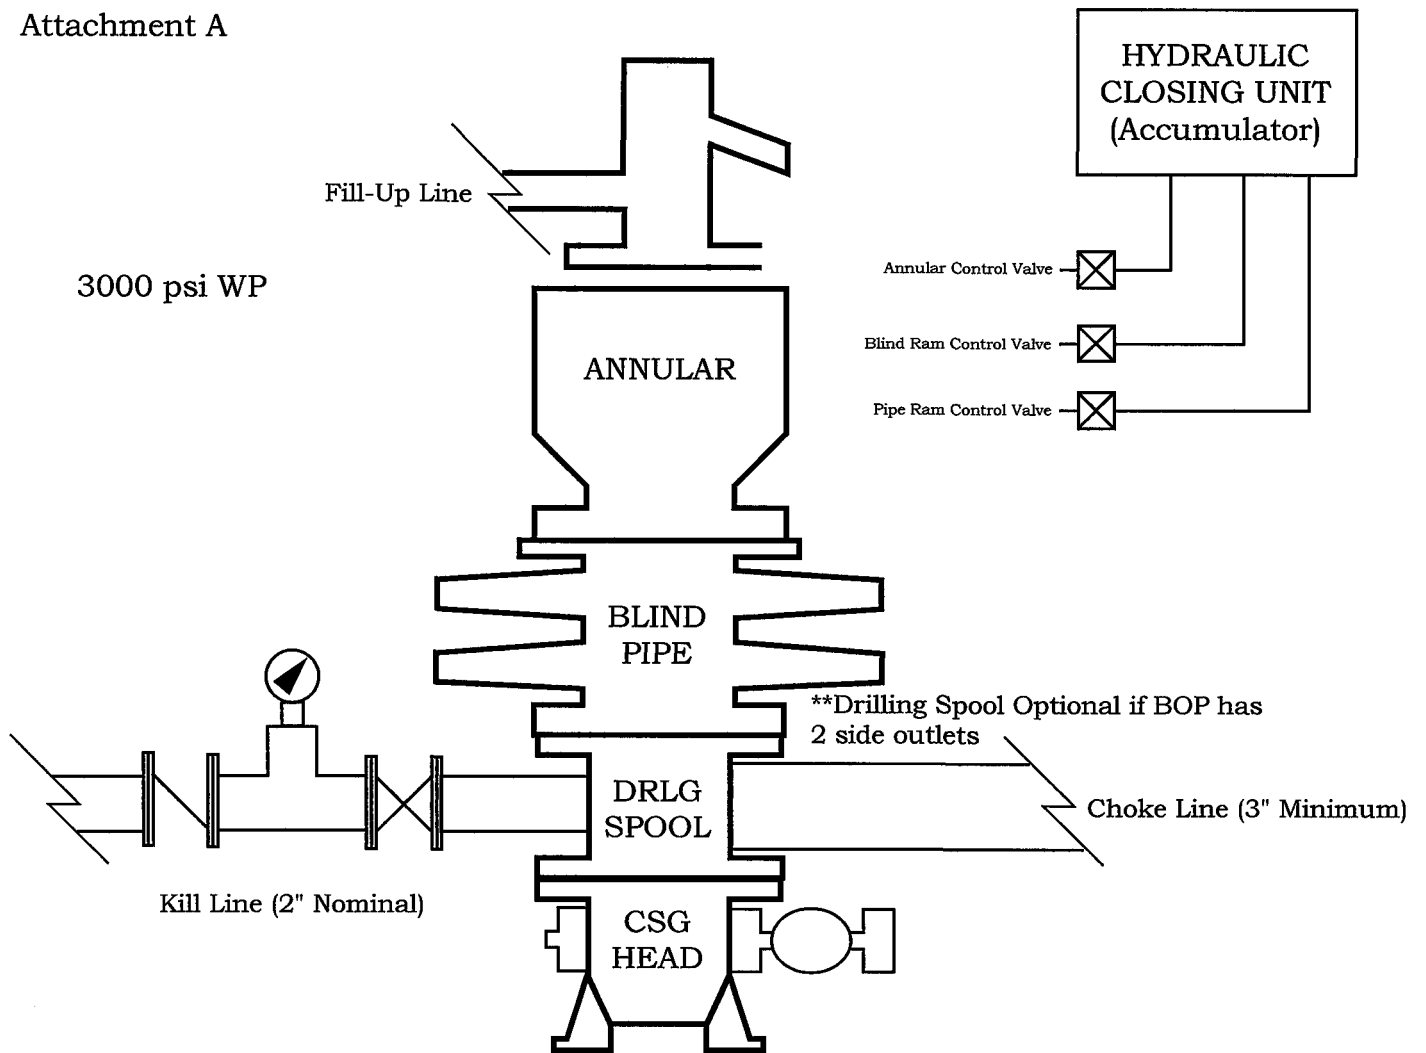 Attachment A
HYDRAULIC
CLOSING UNIT
(Accumulator)
Fill-Up Line
3000 psi WP
Annular Control Valve
Blind Ram Control Valve
Pipe Ram Control Valve
ANNULAR
BLIND
PIPE
**Drilling Spool Optional if BOP has
2 side outlets
DRLG
SPOOL
Choke Line (3" Minimum)
Kill Line (2" Nominal)
CSG
HEAD